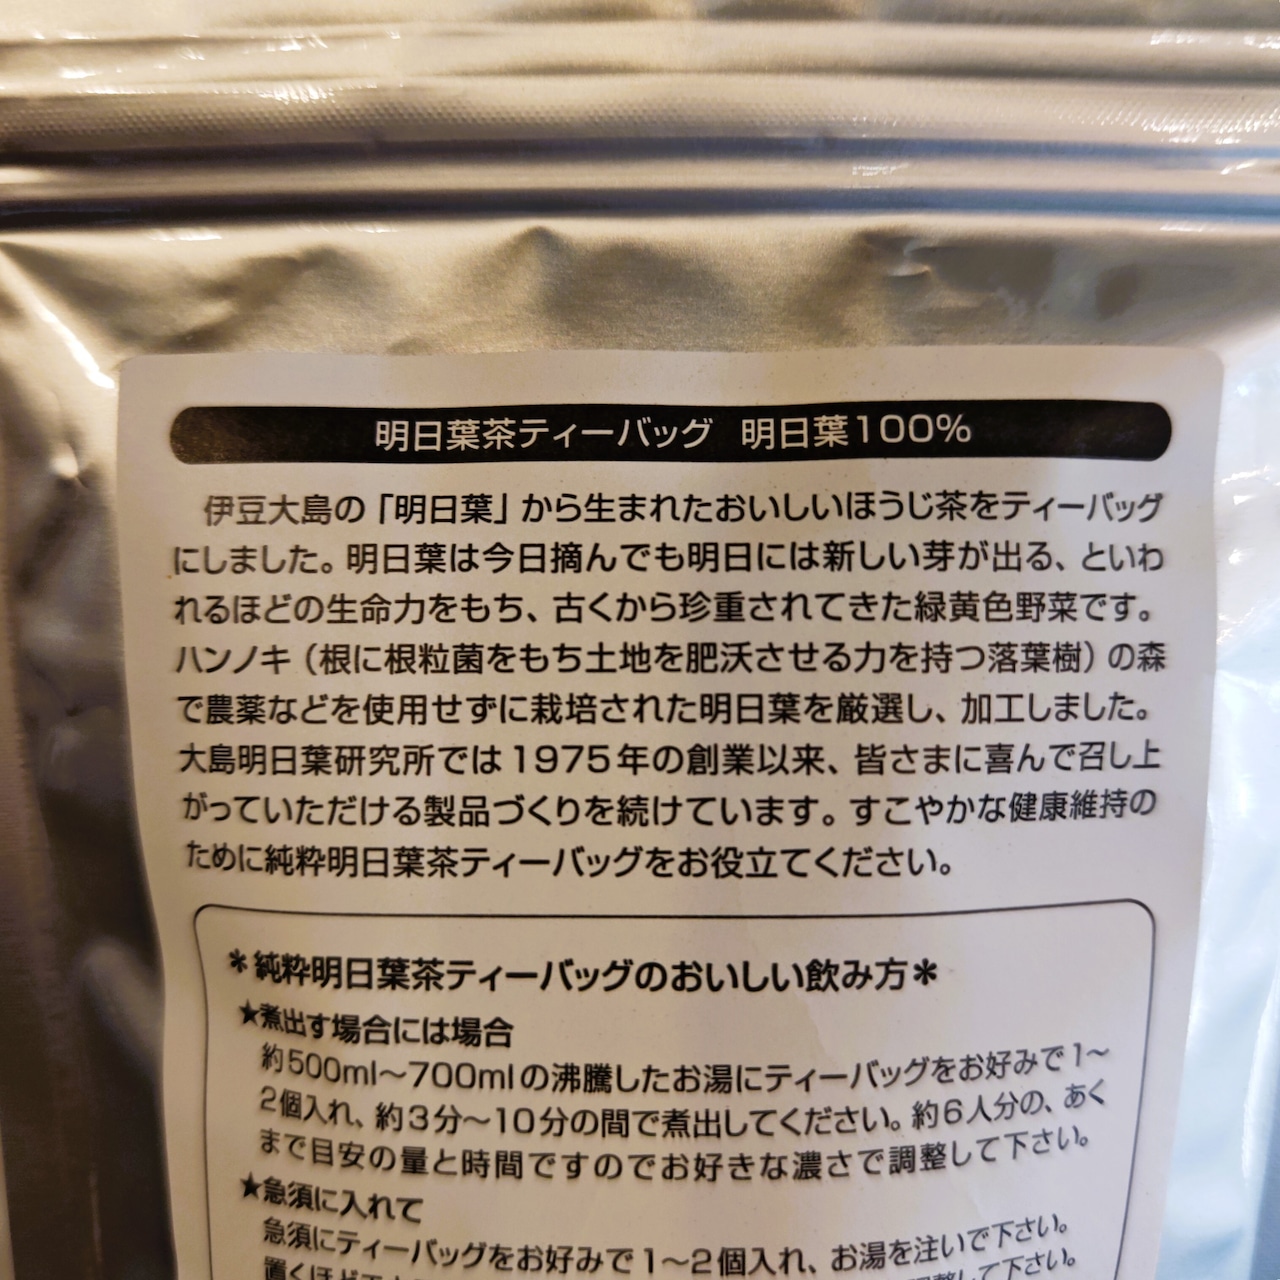 明日葉茶ティーバッグ 明日葉100%
伊豆大島の「明日葉」から生まれたおいしいほうじ茶をティーバッグ
にしました。明日葉は今日摘んでも明日には新しい芽が出る、といわ
れるほどの生命力をもち、古くから珍重されてきた緑黄色野菜です。
ハンノキ（根に根粒菌をもち土地を肥沃させる力を持つ落葉樹）の森
で農薬などを使用せずに栽培された明日葉を厳選し、加工しました。
大島明日葉研究所では1975年の創業以来、皆さまに喜んで召し上
がっていただける製品づくりを続けています。すこやかな健康維持の
ために純粋明日葉茶ティーバッグをお役立てください。
＊純粋明日葉茶ティーバッグのおいしい飲み方＊
★煮出す場合には場合
約500ml〜700mlの沸騰したお湯にティーバッグをお好みで1〜
2個入れ、約3分〜10分の間で煮出してください。約6人分の、あく
まで目安の量と時間ですのでお好きな濃さで調整して下さい。
★急須に入れて
急須にティーバッグをお好みで1〜2個入れ、お湯を注いで下さい。
置くほど 調整して下さい。